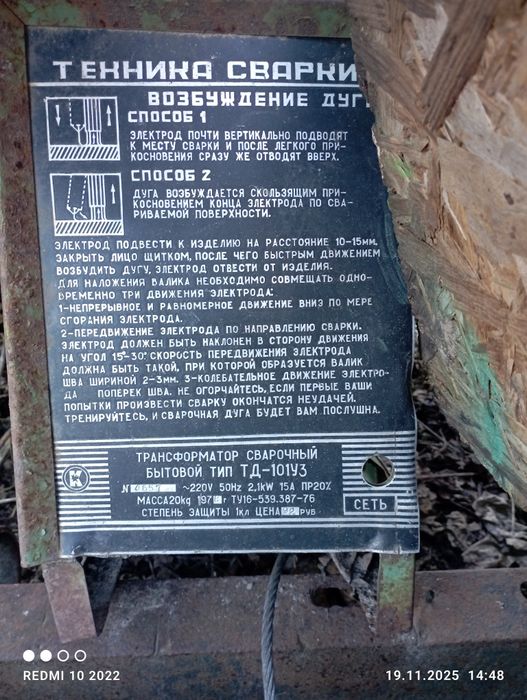 ТЕХНИКА СВАРКИ
ВОЗБУЖДЕНИЕ ДУГ
СПОСОБ 1
ЭЛЕКТРОД ПОЧТИ ВЕРТИКАЛЬНО ПОДВОДЯТ
К МЕСТУ СВАРКИ И ПОСЛЕ ЛЕГКОГО ПРИ-
КОСНОВЕНИЯ СРАЗУ ЖЕ ОТВОДЯТ ВВЕРХ.
СПОСОБ 2
ДУГА ВОЗБУЖДАЕТСЯ СКОЛЬЗЯЩИМ ПРИ-
КОСНОВЕНИЕМ КОНЦА ЭЛЕКТРОДА ПО СВА-
РИВАЕМОЙ ПОВЕРХНОСТИ.
ЭЛЕКТРОД ПОДВЕСТИ К ИЗДЕЛИЮ НА РАССТОЯНИЕ 10-15мм.
ЗАКРЫТЬ ЛИЦО ЩИТКОМ, ПОСЛЕ ЧЕГО БЫСТРЫМ ДВИЖЕНИЕМ
ВОЗБУДИТЬ ДУГУ, ЭЛЕКТРОД ОТВЕСТИ ОТ ИЗДЕЛИЯ.
ДЛЯ НАЛОЖЕНИЯ ВАЛИКА НЕОБХОДИМО СОВМЕЩАТЬ ОДНО-
ВРЕМЕННО ТРИ ДВИЖЕНИЯ ЭЛЕКТРОДА:
1-НЕПРЕРЫВНОЕ И РАВНОМЕРНОЕ ДВИЖЕНИЕ ВНИЗ ПО МЕРЕ
СГОРАНИЯ ЭЛЕКТРОДА.
2-ПЕРЕДВИЖЕНИЕ ЭЛЕКТРОДА ПО НАПРАВЛЕНИЮ СВАРКИ.
ЭЛЕКТРОД ДОЛЖЕН БЫТЬ НАКЛОНЕН В СТОРОНУ ДВИЖЕНИЯ
НА УГОЛ 15°-30°. СКОРОСТЬ ПЕРЕДВИЖЕНИЯ ЭЛЕКТРОДА
ДОЛЖНА БЫТЬ ТАКОЙ, ПРИ КОТОРОЙ ОБРАЗУЕТСЯ ВАЛИК
ШВА ШИРИНОЙ 2-3мм. 3-КОЛЕБАТЕЛЬНОЕ ДВИЖЕНИЕ ЭЛЕКТРО-
ДА ПОПЕРЕК ШВА. НЕ ОГОРЧАЙТЕСЬ, ЕСЛИ ПЕРВЫЕ ВАШИ
ПОПЫТКИ ПРОИЗВЕСТИ СВАРКУ ОКОНЧАТСЯ НЕУДАЧЕЙ.
ТРЕНИРУЙТЕСЬ, И СВАРОЧНАЯ ДУГА БУДЕТ ВАМ ПОСЛУШНА.
ТРАНСФОРМАТОР СВАРОЧНЫЙ
БЫТОВОЙ ТИП ТД-101У3
К
N ~220V 50Hz 2,1kW 15А ПР20%
МАССА20kg 197 г ТУ16-539.387-76
СТЕПЕНЬ ЗАЩИТЫ 1кл ЦЕНА РУБ
СЕТЬ
REDMI 10 2022
19.11.2025 14:48